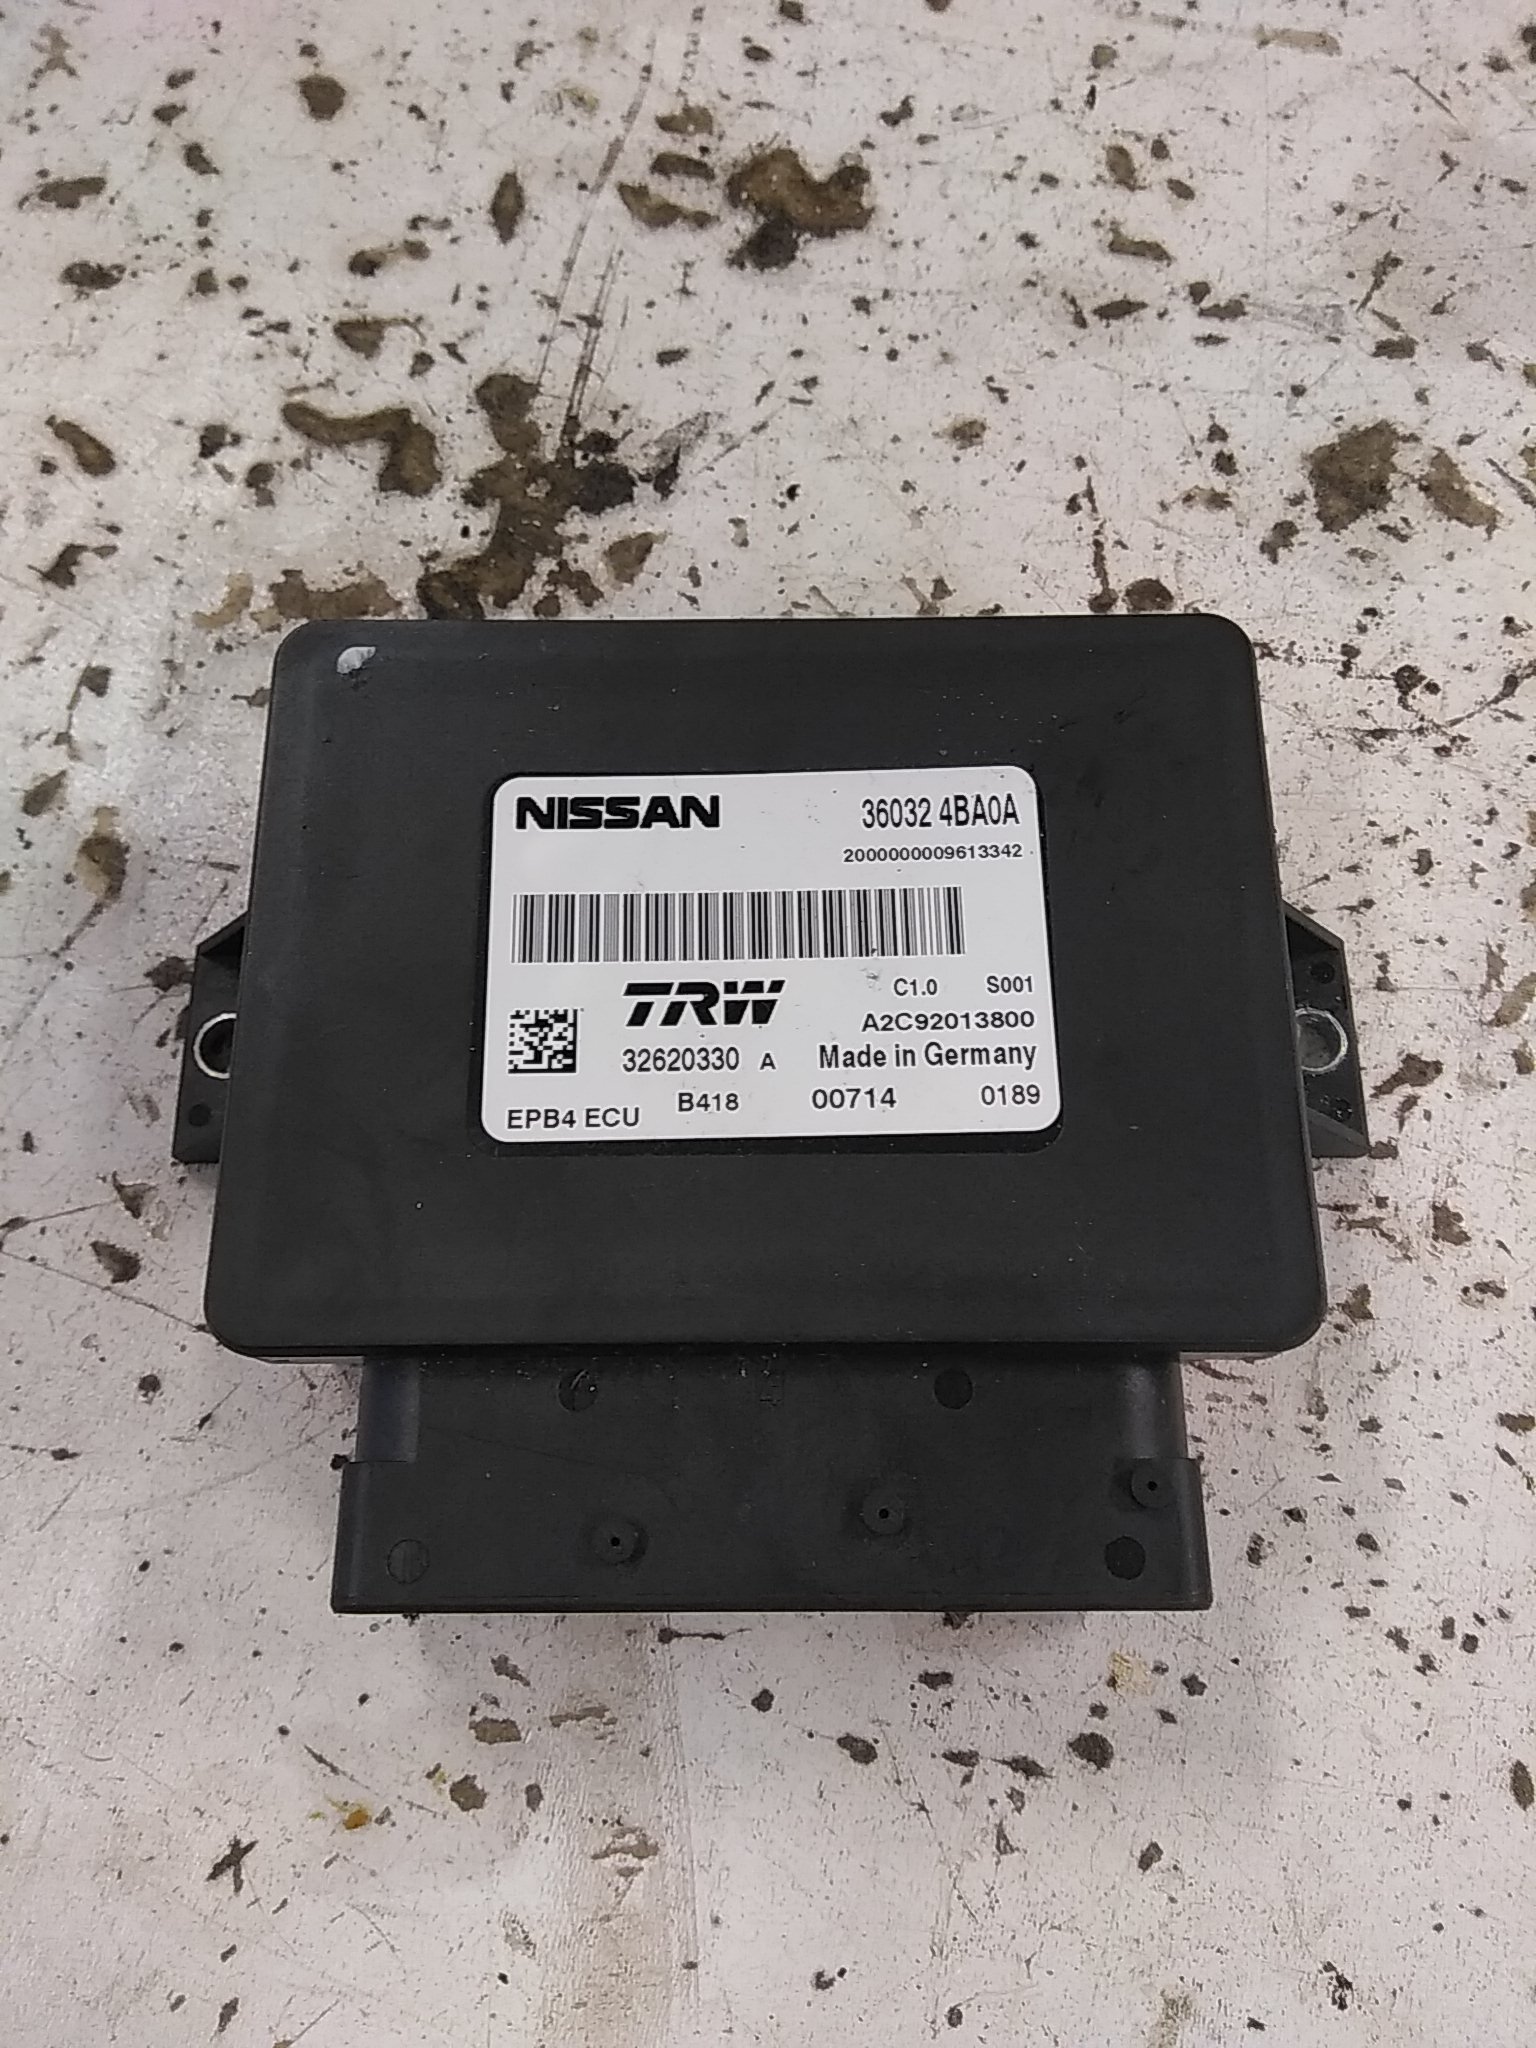 NISSAN 36032 4BA0A
2000000009613342
TRW C1.0 S001
A2C92013800
32620330 A Made in Germany
EPB4 ECU B418 00714 0189